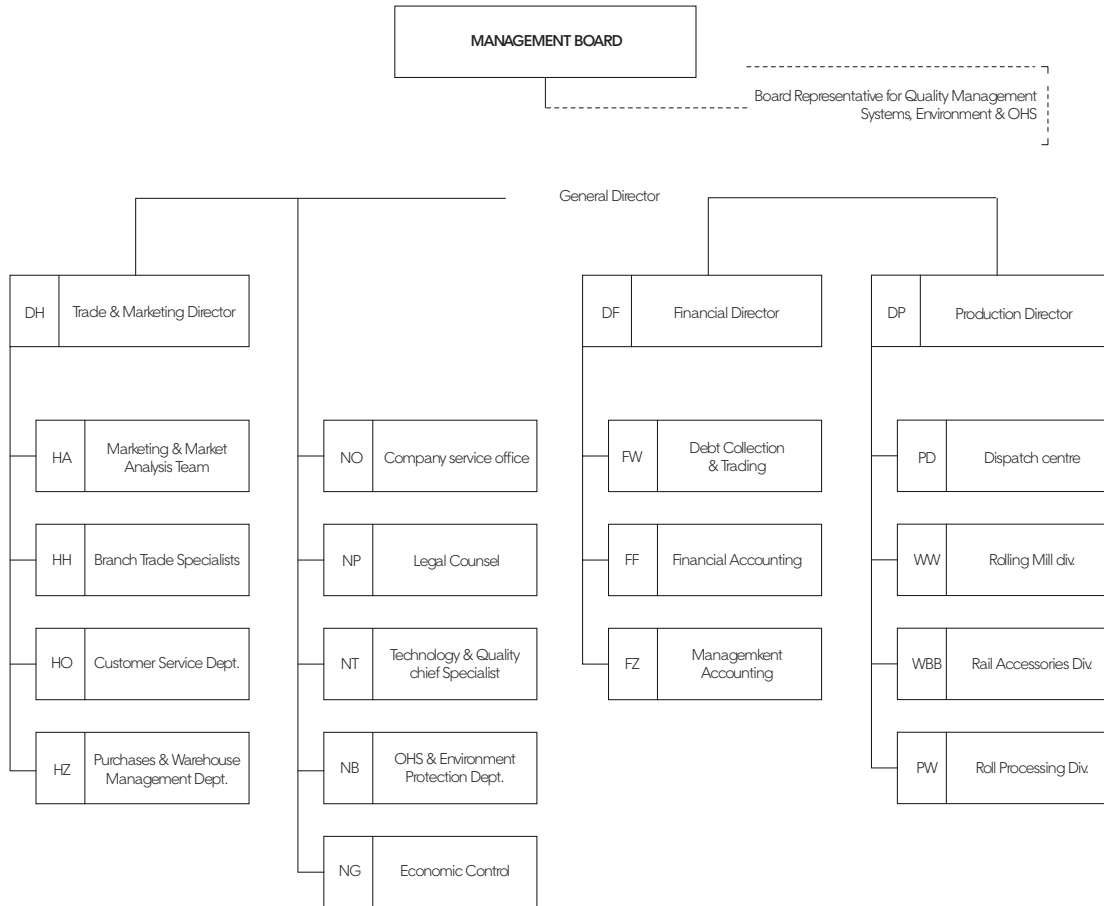 MANAGEMENT BOARD
Board Representative for Quality Management
Systems, Environment & OHS
General Director
DH
Trade & Marketing Director
DF
Financial Director
DP
Production Director
HA
Marketing & Market
Analysis Team
NO
Company service office
FW
Debt Collection
& Trading
PD
Dispatch centre
HH
Branch Trade Specialists
NP
Legal Counsel
FF
Financial Accounting
WW
Rolling Mill div.
HO
Customer Service Dept.
NT
Technology & Quality
chief Specialist
FZ
Managemkent
Accounting
WBB
Rail Accessories Div.
HZ
Purchases & Warehouse
Management Dept.
NB
OHS & Environment
Protection Dept.
PW
Roll Processing Div.
NG
Economic Control